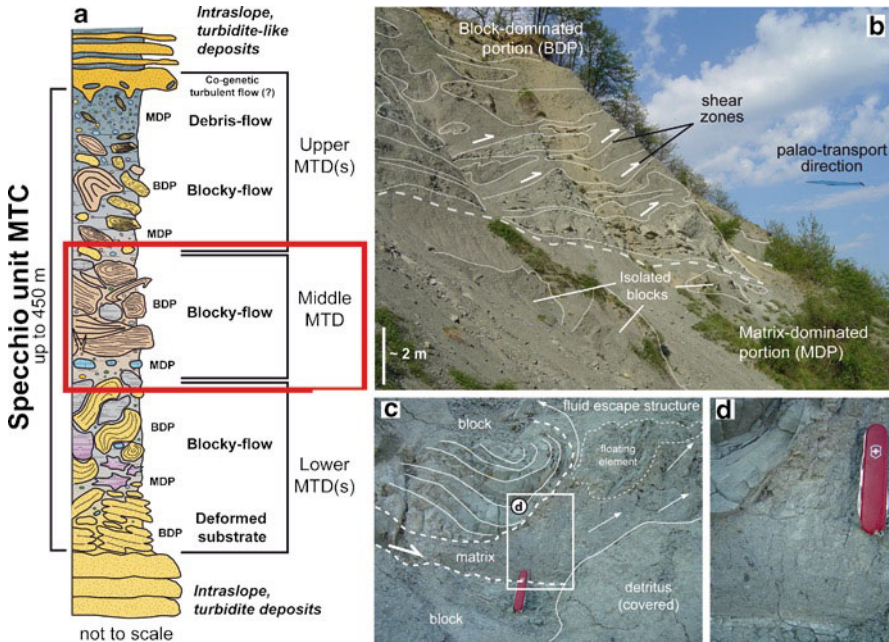 a
Intraslope,
turbidite-like
deposits
Co-genetic
turbulent flow (?)
MDP
Debris-flow
Upper
MTD(s)
BDP
Blocky-flow
MDP
Specchio unit MTC
up to 450 m
BDP
Blocky-flow
Middle
MTD
MDP
BDP
Blocky-flow
Lower
MTD(s)
MDP
BDP
Deformed
substrate
Intraslope,
turbidite deposits
not to scale
b
Block-dominated
portion (BDP)
shear
zones
palao-transport
direction
Isolated
blocks
Matrix-dominated
portion (MDP)
~ 2 m
c
fluid escape structure
block
floating
element
d
matrix
detritus
(covered)
block
d